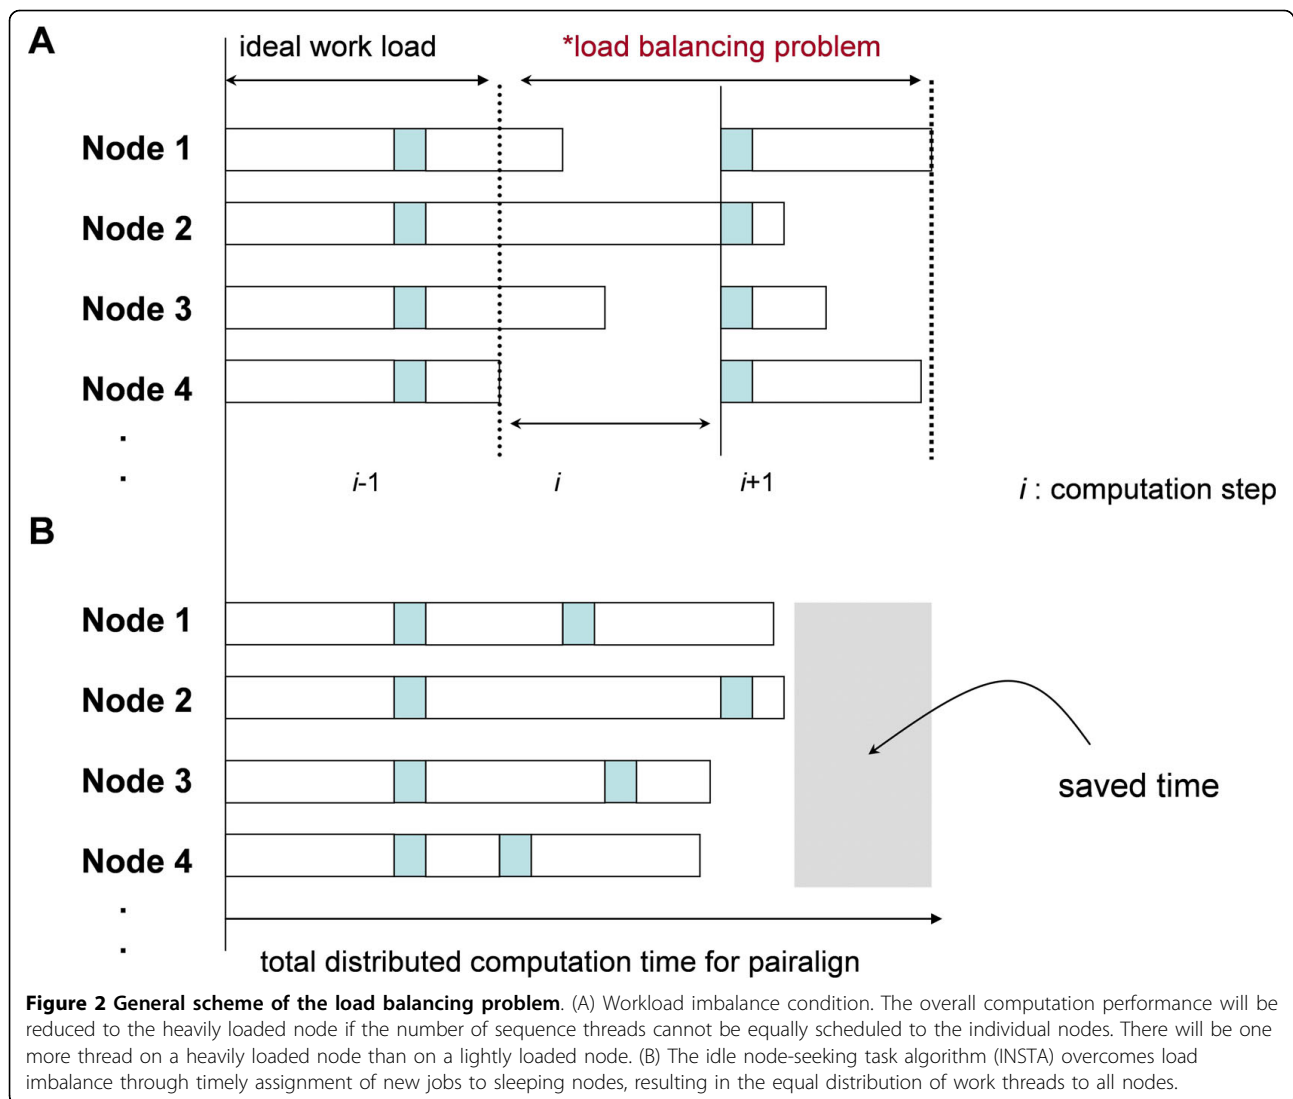 A
ideal work load
*load balancing problem
Node 1
Node 2
Node 3
Node 4
.
.
i-1
i
i+1
i : computation step
B
Node 1
Node 2
Node 3
Node 4
.
.
saved time
total distributed computation time for pairalign
Figure 2 General scheme of the load balancing problem. (A) Workload imbalance condition. The overall computation performance will be
reduced to the heavily loaded node if the number of sequence threads cannot be equally scheduled to the individual nodes. There will be one
more thread on a heavily loaded node than on a lightly loaded node. (B) The idle node-seeking task algorithm (INSTA) overcomes load
imbalance through timely assignment of new jobs to sleeping nodes, resulting in the equal distribution of work threads to all nodes.